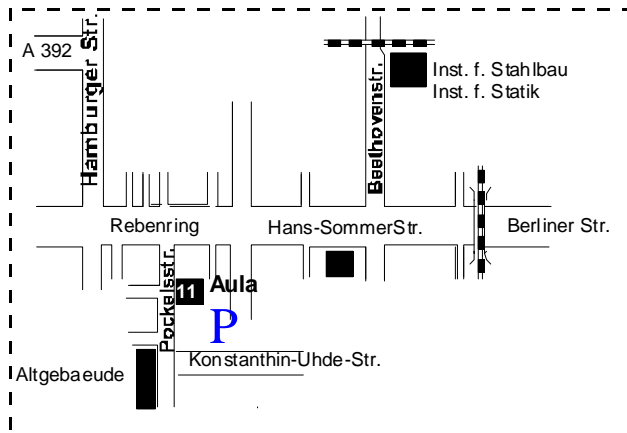 A 392
Hamburger Str.
Beethovenstr.
Inst. f. Stahlbau
Inst. f. Statik
Rebenring
Hans-SommerStr.
Berliner Str.
Pockelsstr.
11
Aula
P
Konstanthin-Uhde-Str.
Altgebaeude